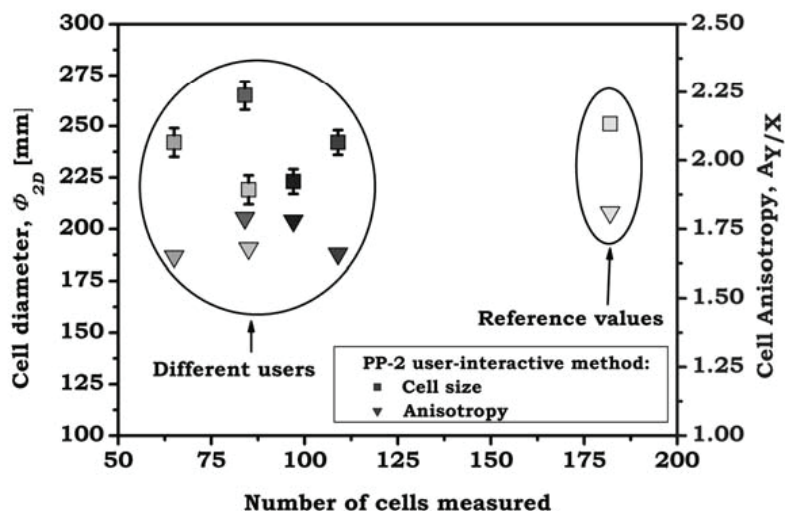 300
275
250
225
200
175
150
125
100
Cell diameter, Φ2D [mm]
2.50
2.25
2.00
1.75
1.50
1.25
1.00
Cell Anisotropy, AY/X
Different users
Reference values
PP-2 user-interactive method:
Cell size
Anisotropy
50 75 100 125 150 175 200
Number of cells measured